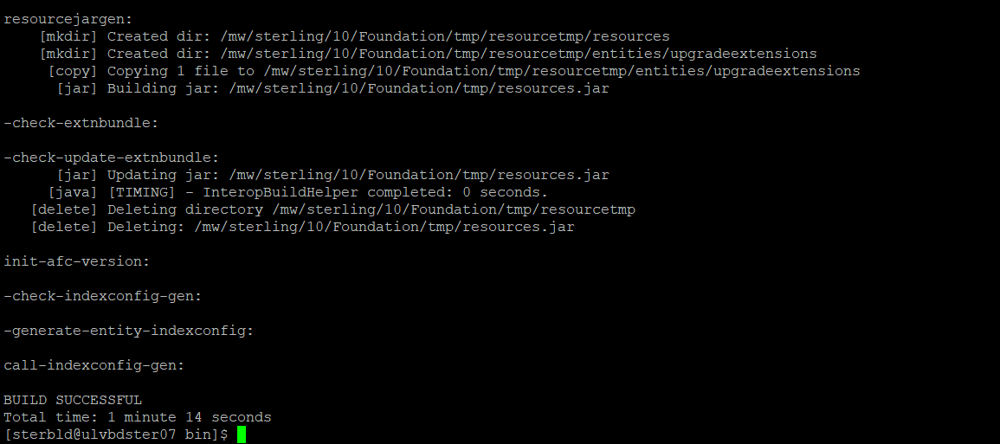 resourcejargen:
[mkdir] Created dir: /mw/sterling/10/Foundation/tmp/resourcetmp/resources
[mkdir] Created dir: /mw/sterling/10/Foundation/tmp/resourcetmp/entities/upgradeextensions
[copy] Copying 1 file to /mw/sterling/10/Foundation/tmp/resourcetmp/entities/upgradeextensions
[jar] Building jar: /mw/sterling/10/Foundation/tmp/resources.jar
-check-extnbundle:
-check-update-extnbundle:
[jar] Updating jar: /mw/sterling/10/Foundation/tmp/resources.jar
[java] [TIMING] - InteropBuildHelper completed: 0 seconds.
[delete] Deleting directory /mw/sterling/10/Foundation/tmp/resourcetmp
[delete] Deleting: /mw/sterling/10/Foundation/tmp/resources.jar
init-afc-version:
-check-indexconfig-gen:
-generate-entity-indexconfig:
call-indexconfig-gen:
BUILD SUCCESSFUL
Total time: 1 minute 14 seconds
[sterbld@ulvbdster07 bin]$